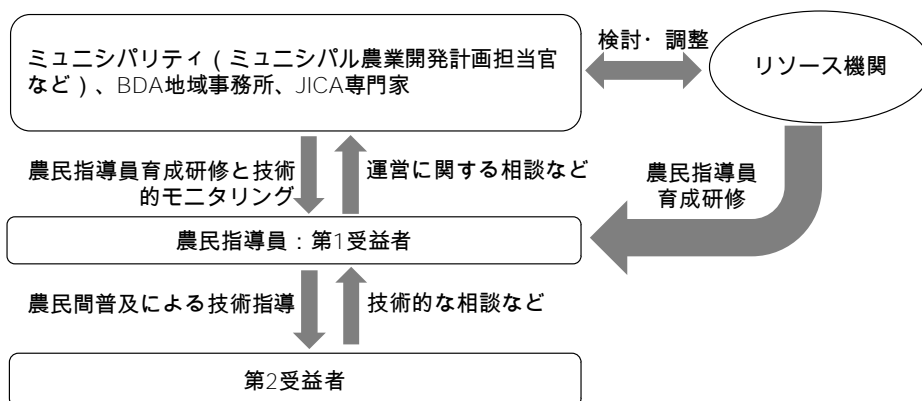 ミュニシパリティ(ミュニシパル農業開発計画担当官
など)、BDA地域事務所、JICA専門家
検討・調整
リソース機関
農民指導員育成研修と技術
的モニタリング
運営に関する相談など
農民指導員
育成研修
農民指導員:第1受益者
農民間普及による技術指導
技術的な相談など
第2受益者